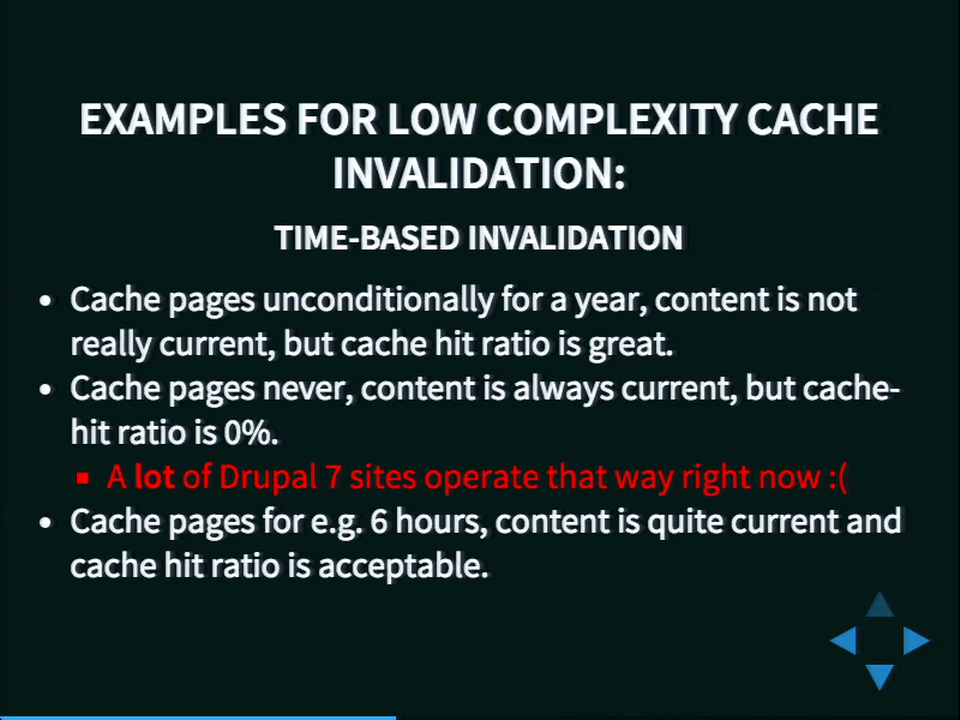 EXAMPLES FOR LOW COMPLEXITY CACHE
INVALIDATION:
TIME-BASED INVALIDATION
• Cache pages unconditionally for a year, content is not
really current, but cache hit ratio is great.
• Cache pages never, content is always current, but cache-
hit ratio is 0%.
▪ A lot of Drupal 7 sites operate that way right now :(
• Cache pages for e.g. 6 hours, content is quite current and
cache hit ratio is acceptable.